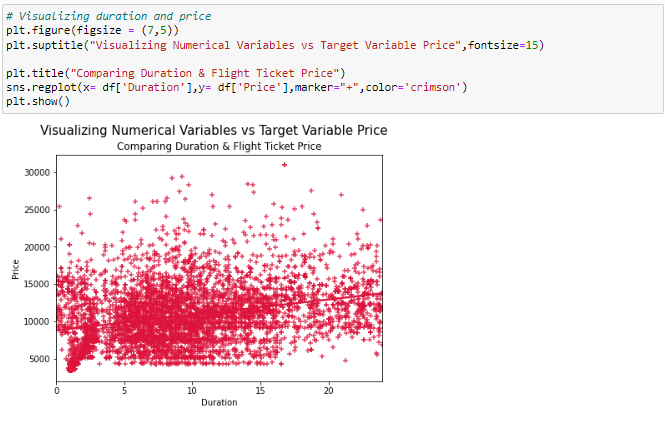 # Visualizing duration and price
plt.figure(figsize = (7,5))
plt.suptitle("Visualizing Numerical Variables vs Target Variable Price",fontsize=15)
plt.title("Comparing Duration & Flight Ticket Price")
sns.regplot(x= df['Duration'],y= df['Price'],marker="+",color='crimson')
plt.show()
Visualizing Numerical Variables vs Target Variable Price
Comparing Duration & Flight Ticket Price
30000
25000
20000
Price
15000
10000
5000
0 5 10 15 20
Duration